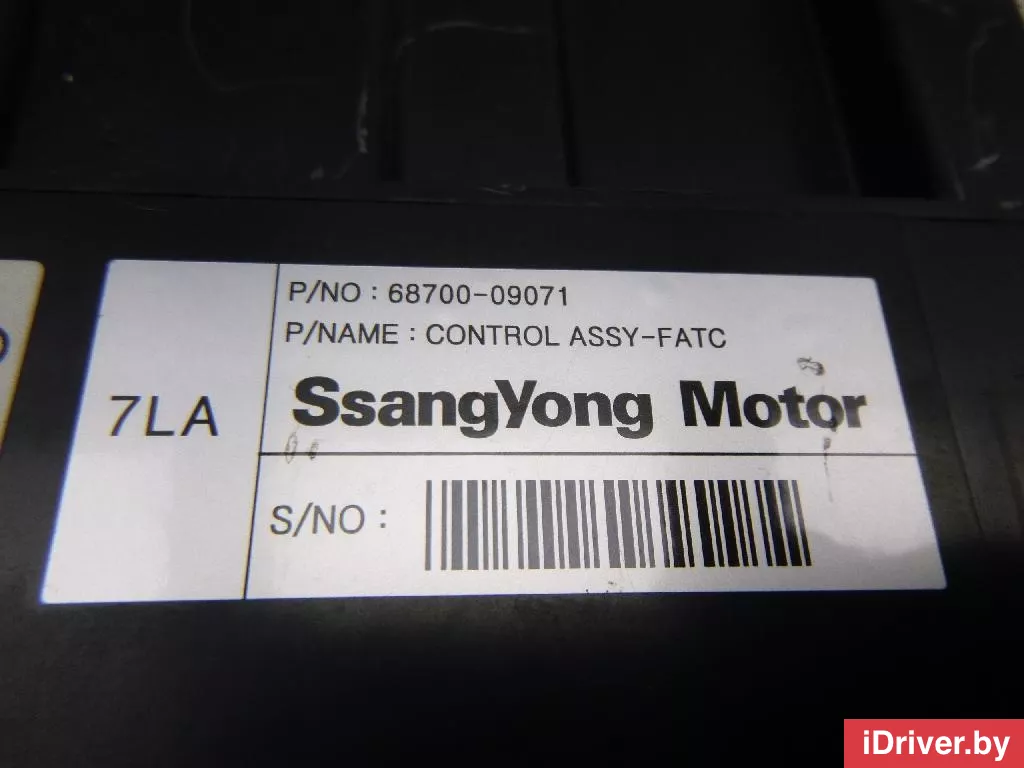 P/NO : 68700-09071
P/NAME : CONTROL ASSY-FATC
7LA
SsangYong Motor
S/NO :
iDriver.by